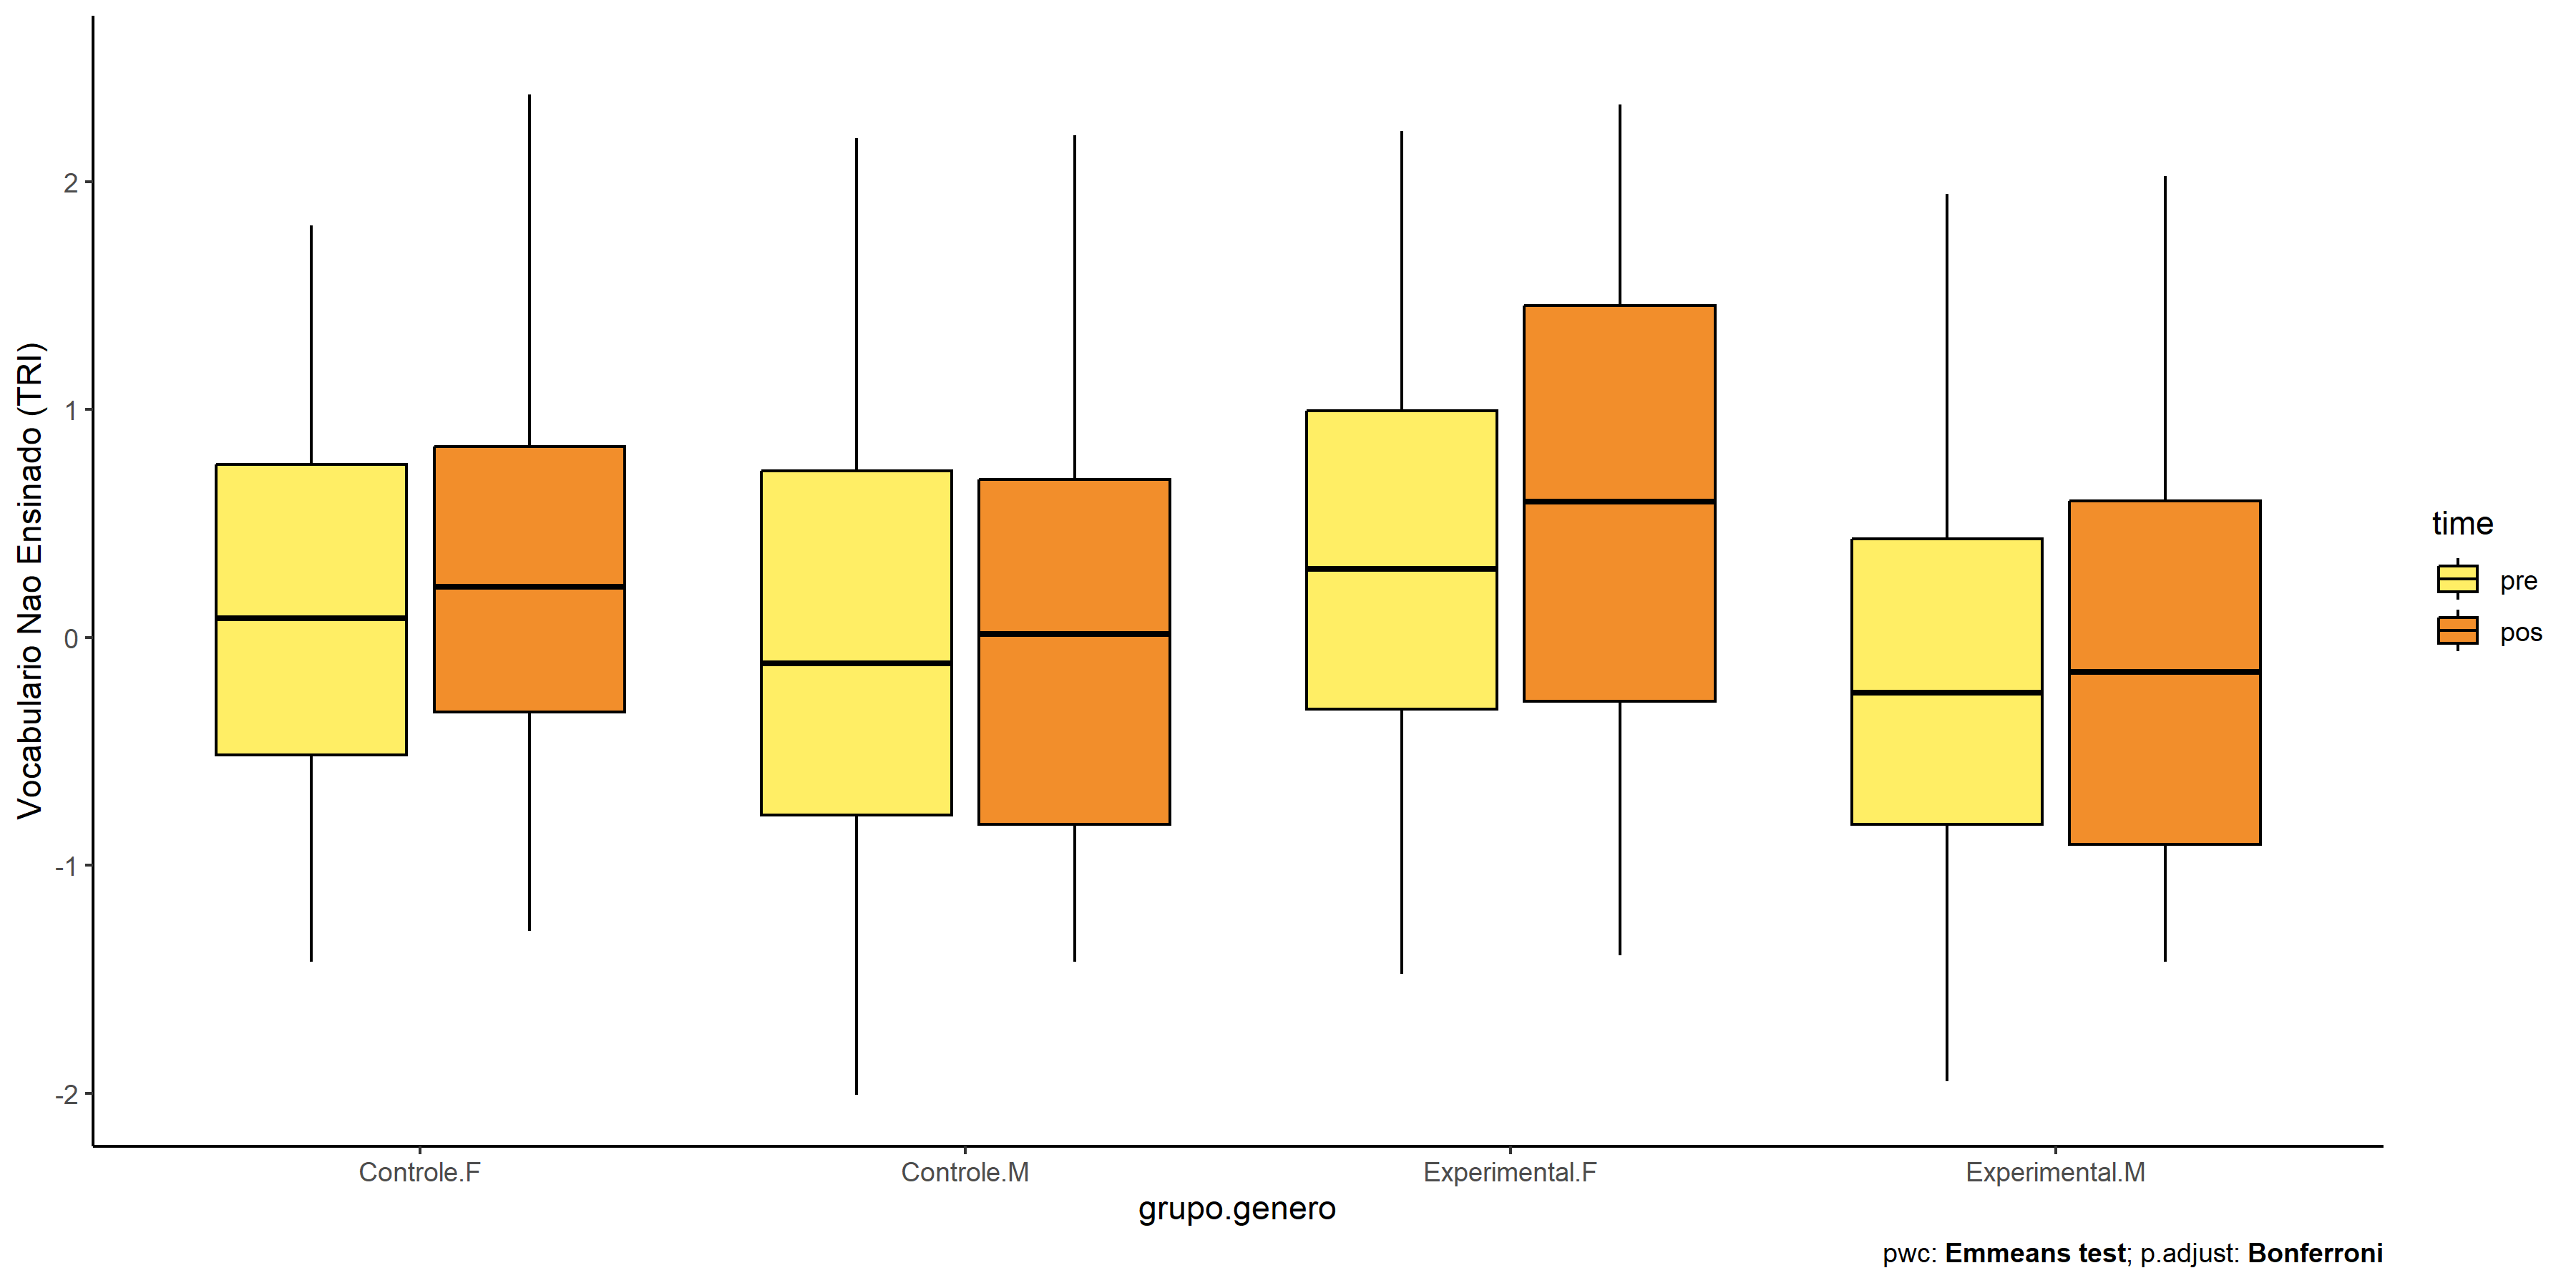 Vocabulario Nao Ensinado (TRI)
2
1
0
-1
-2
Controle.F
Controle.M
Experimental.F
Experimental.M
grupo.genero
time
pre
pos
pwc: Emmeans test; p.adjust: Bonferroni